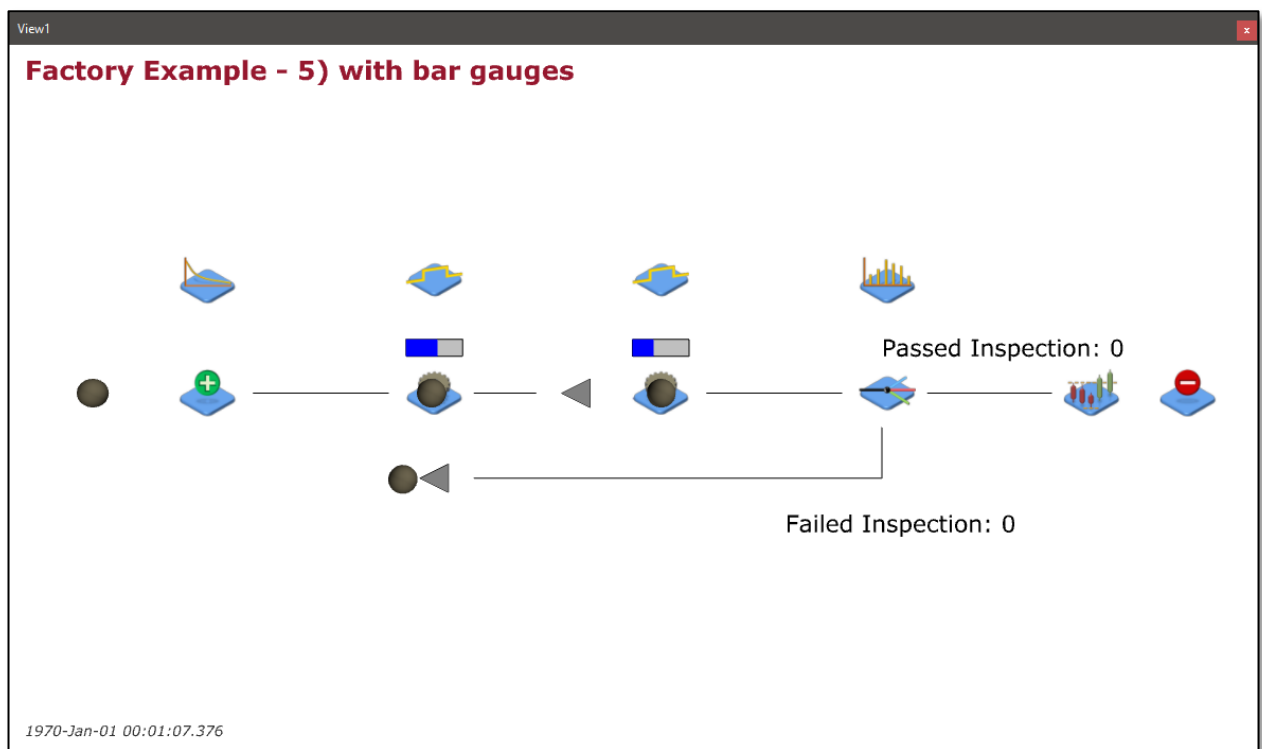 View1
x
Factory Example - 5) with bar gauges
Passed Inspection: 0
Failed Inspection: 0
1970-Jan-01 00:01:07.376